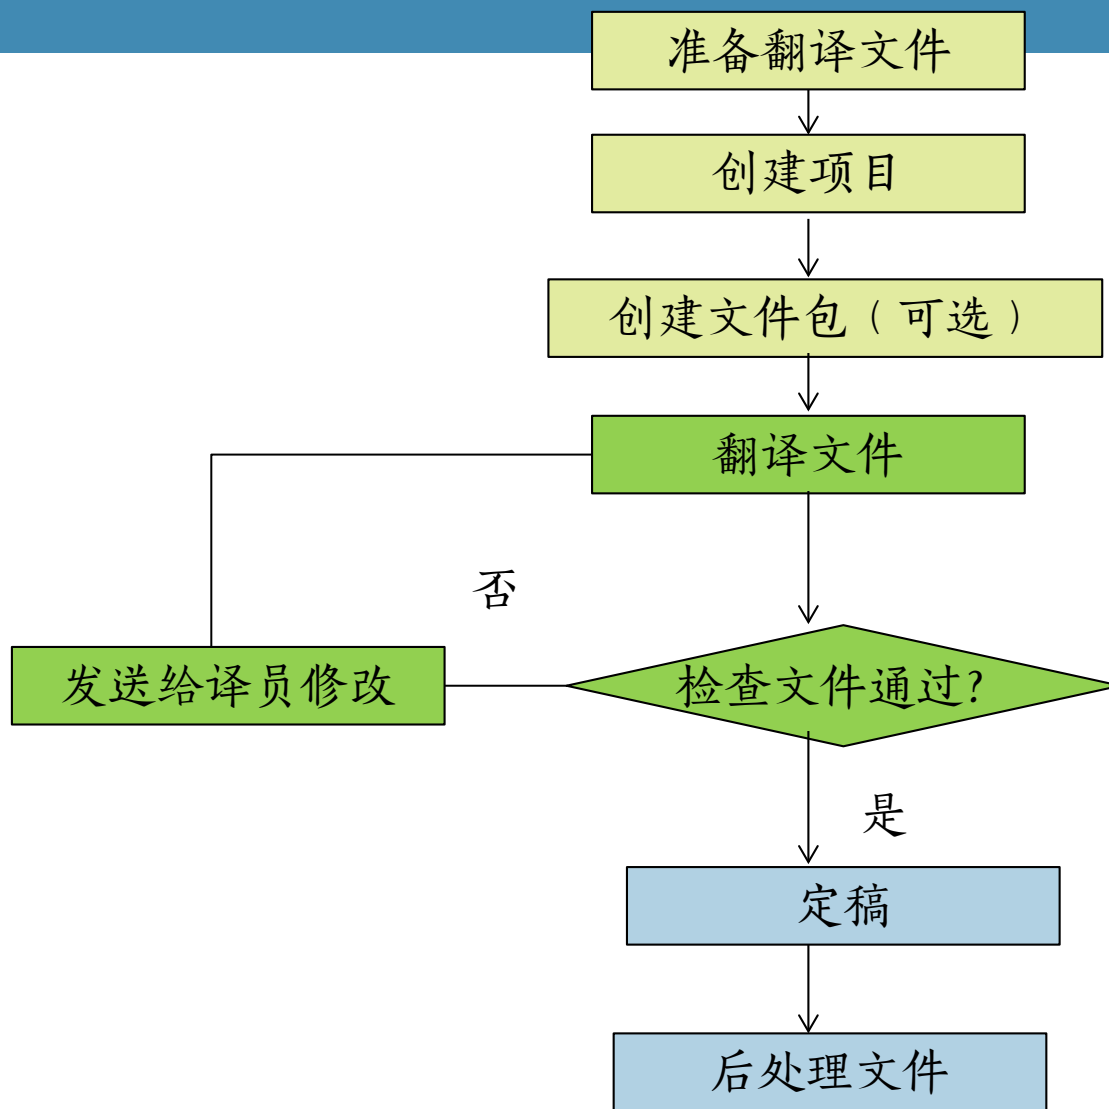 准备翻译文件
创建项目
创建文件包（可选）
翻译文件
否
发送给译员修改
检查文件通过?
是
定稿
后处理文件